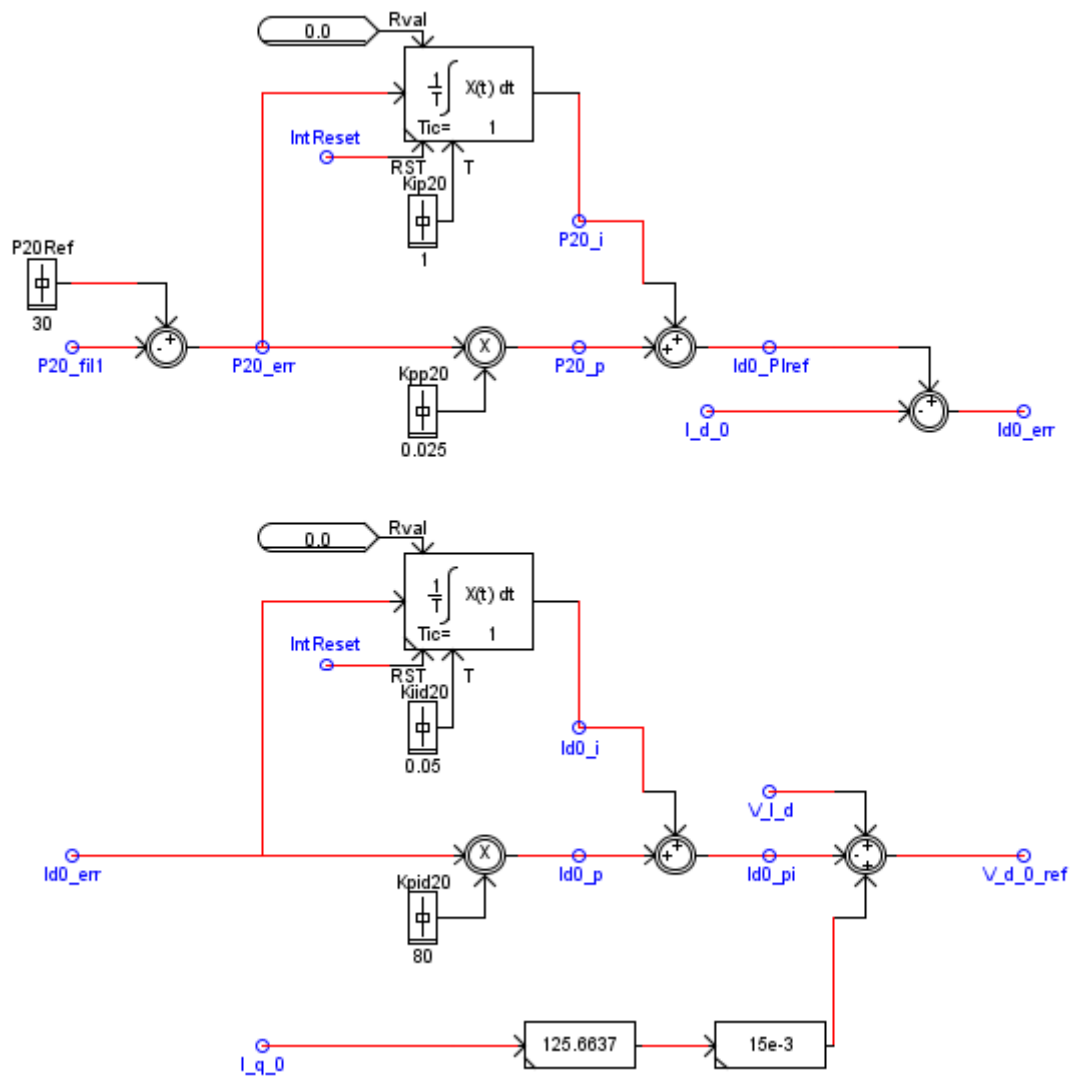 Rval
0.0
1
T
X(t) dt
Tic= 1
IntReset
RST
T
Kip20
1
P20_i
P20Ref
30
+
-
+
+
X
P20_fil1
P20_err
P20_p
Id0_PIref
Kpp20
0.025
+
-
I_d_0
Id0_err
Rval
0.0
1
T
X(t) dt
Tic= 1
IntReset
RST
T
Kiid20
0.05
Id0_i
V_l_d
X
+
+
+
-
+
Id0_err
Id0_p
Id0_pi
V_d_0_ref
Kpid20
80
125.6637
15e-3
I_q_0